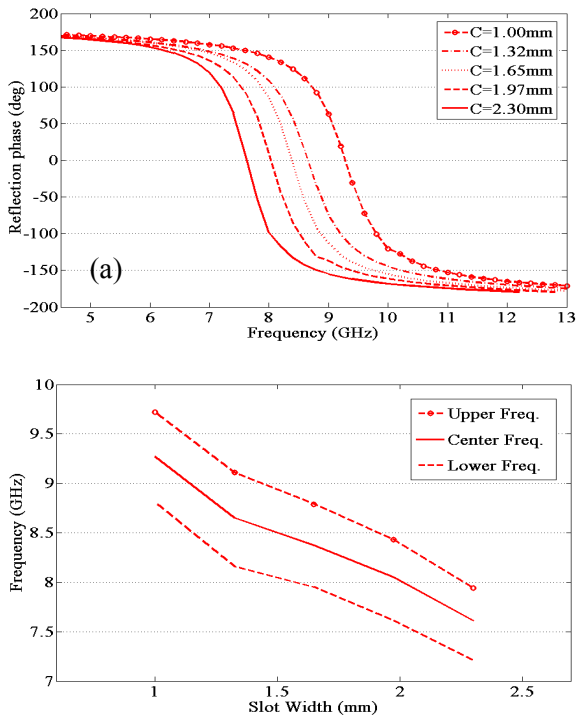 200
150
100
50
0
-50
-100
-150
-200
Reflection phase (deg)
C=1.00mm
C=1.32mm
C=1.65mm
C=1.97mm
C=2.30mm
(a)
5 6 7 8 9 10 11 12 13
Frequency (GHz)
10
9.5
9
8.5
8
7.5
7
Frequency (GHz)
Upper Freq.
Center Freq.
Lower Freq.
1 1.5 2 2.5
Slot Width (mm)